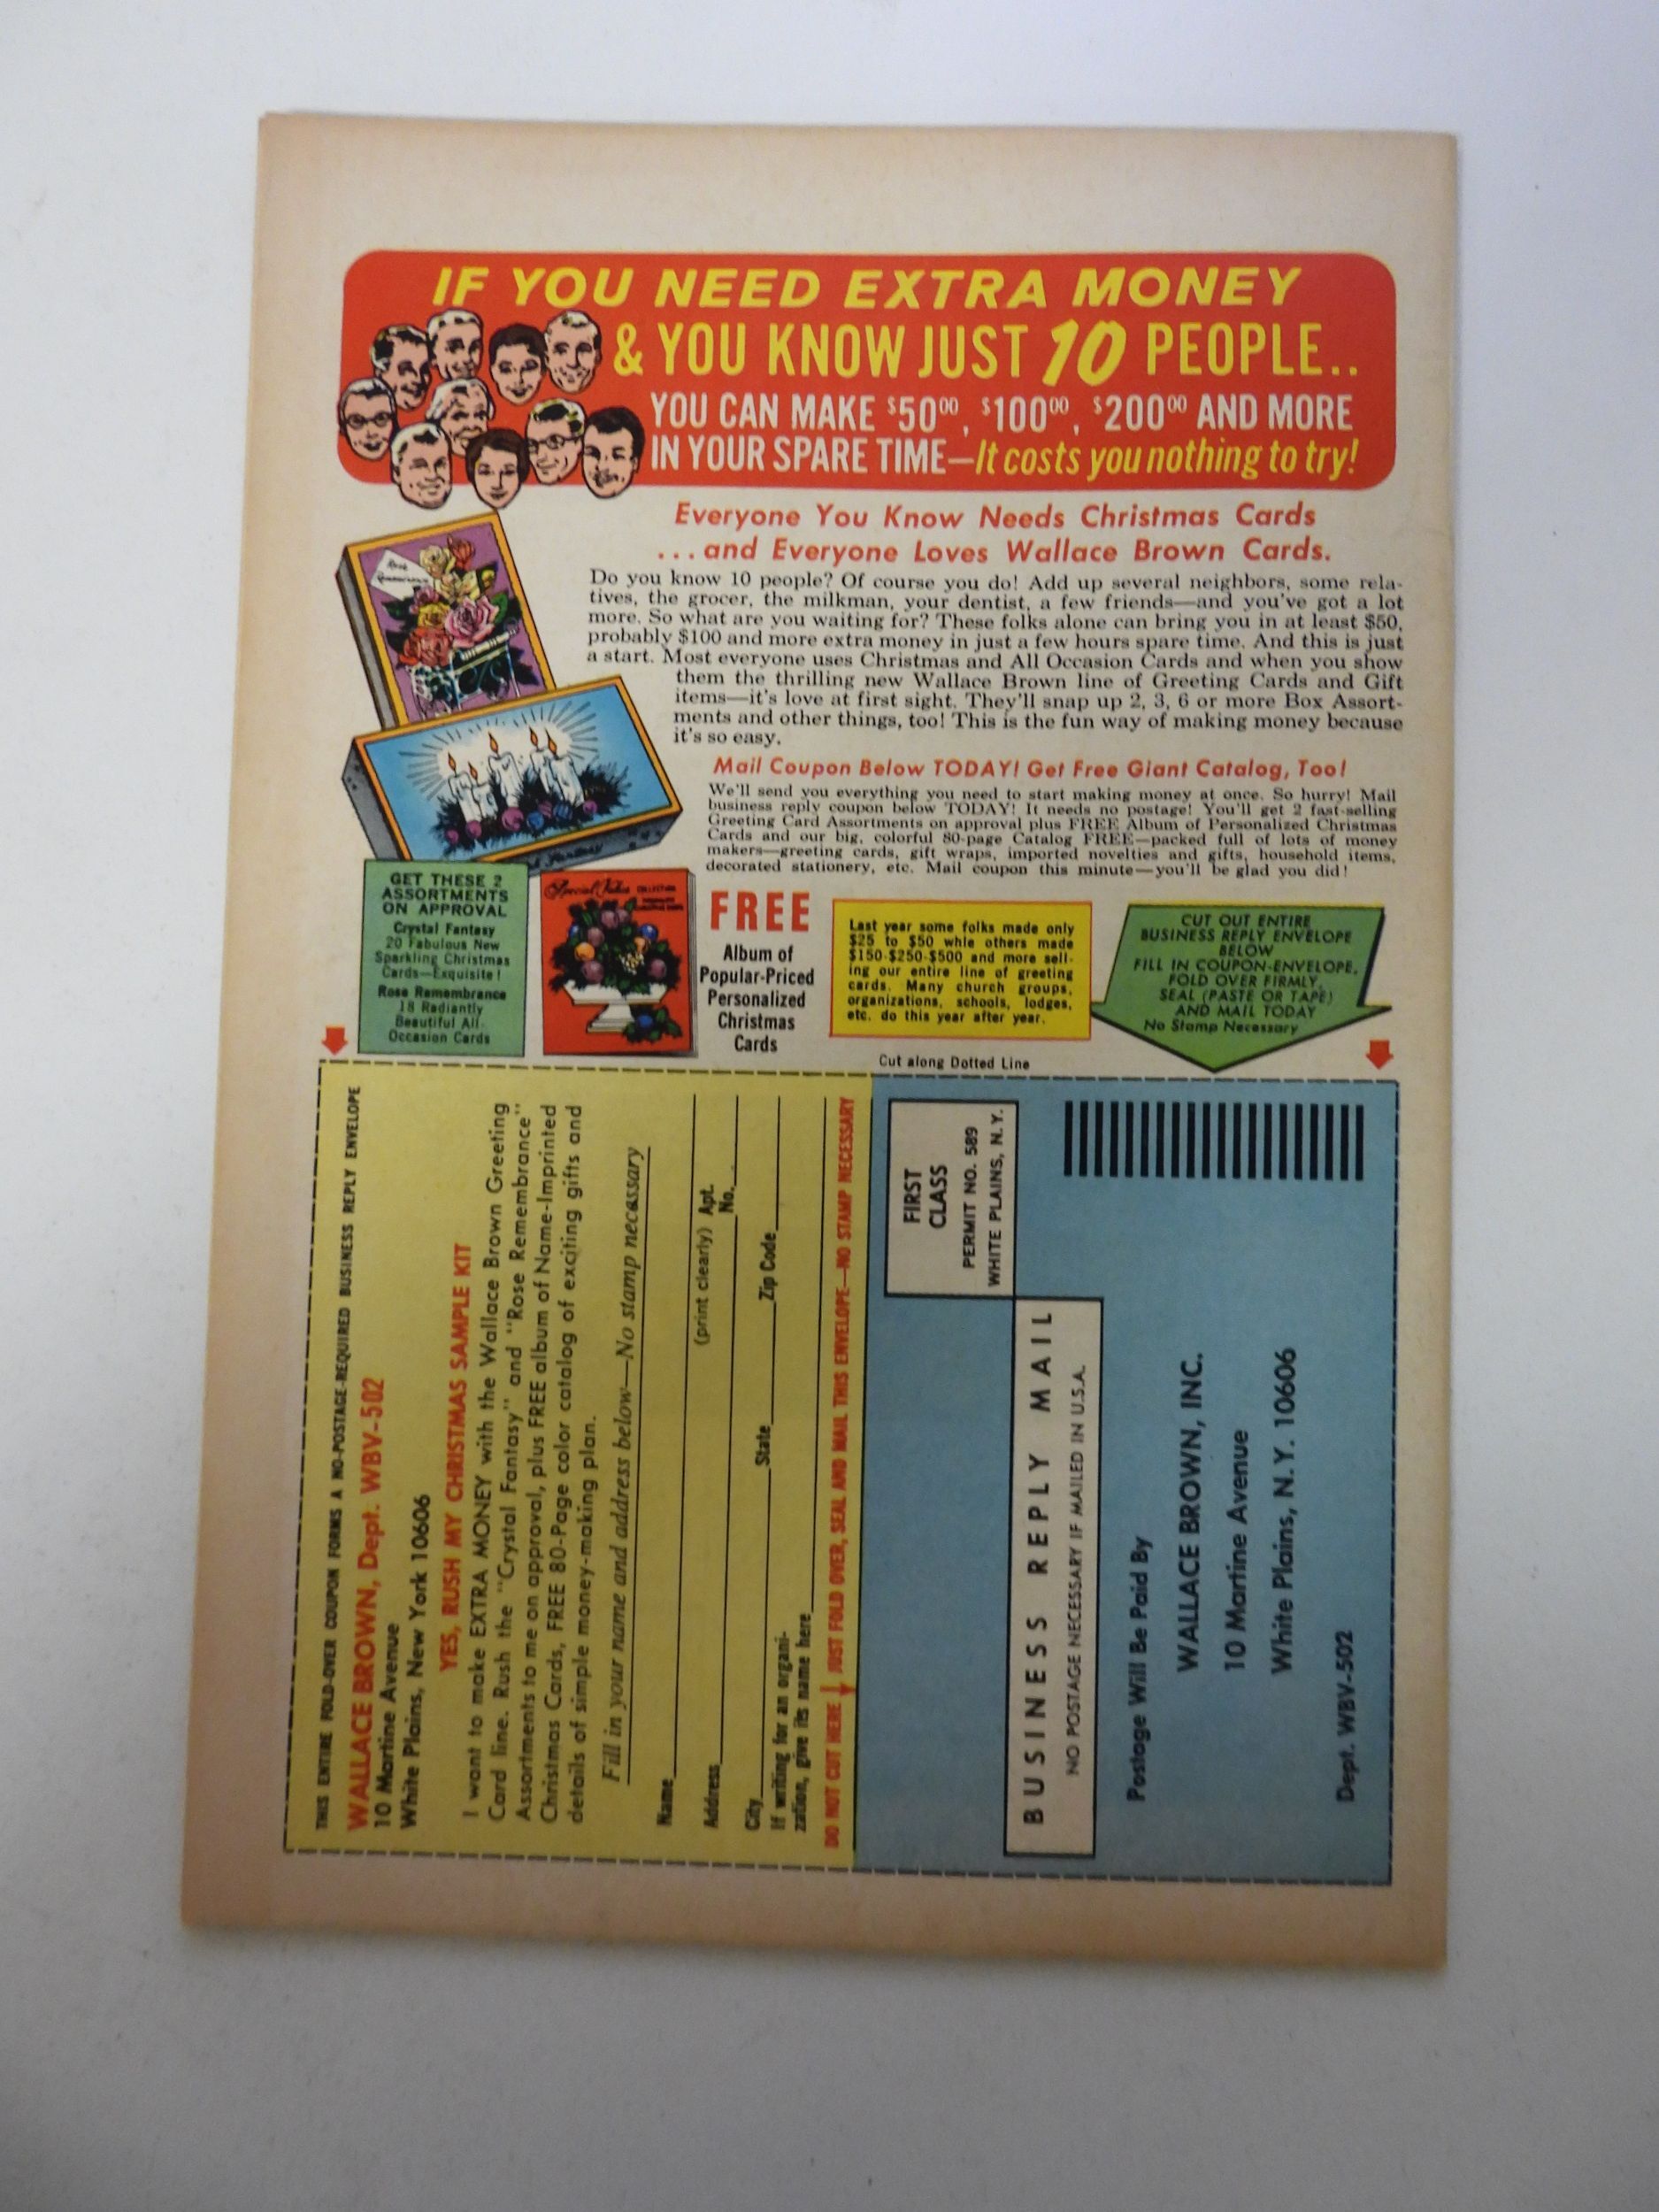 IF YOU NEED EXTRA MONEY
& YOU KNOW JUST 10 PEOPLE..
YOU CAN MAKE $50⁰⁰, $100⁰⁰, $200⁰⁰ AND MORE
IN YOUR SPARE TIME—It costs you nothing to try!
Everyone You Know Needs Christmas Cards
...and Everyone Loves Wallace Brown Cards.
Do you know 10 people? Of course you do! Add up several neighbors, some rela-
tives, the grocer, the milkman, your dentist, a few friends—and you've got a lot
more. So what are you waiting for? These folks alone can bring you in at least $50,
probably $100 and more extra money in just a few hours spare time. And this is just
a start. Most everyone uses Christmas and All Occasion Cards and when you show
them the thrilling new Wallace Brown line of Greeting Cards and Gift
items—it's love at first sight. They'll snap up 2, 3, 6 or more Box Assort-
ments and other things, too! This is the fun way of making money because
it's so easy.
Mail Coupon Below TODAY! Get Free Giant Catalog, Too!
We'll send you everything you need to start making money at once. So hurry! Mail
business reply coupon below TODAY! It needs no postage! You'll get 2 fast-selling
Greeting Card Assortments on approval plus FREE Album of Personalized Christmas
Cards and our big, colorful 80-page Catalog FREE—packed full of lots of money
makers—greeting cards, gift wraps, imported novelties and gifts, household items,
decorated stationery, etc. Mail coupon this minute—you'll be glad you did!
Rose
Remembrance
Fantasy
GET THESE 2
ASSORTMENTS
ON APPROVAL
Crystal Fantasy
20 Fabulous New
Sparkling Christmas
Cards—Exquisite!
Rose Remembrance
18 Radiantly
Beautiful All-
Occasion Cards
Special Value COLLECTION
FREE
Album of
Popular-Priced
Personalized
Christmas
Cards
Last year some folks made only
$25 to $50 while others made
$150-$250-$500 and more sell-
ing our entire line of greeting
cards. Many church groups,
organizations, schools, lodges,
etc. do this year after year.
CUT OUT ENTIRE
BUSINESS REPLY ENVELOPE
BELOW
FILL IN COUPON-ENVELOPE,
FOLD OVER FIRMLY,
SEAL (PASTE OR TAPE)
AND MAIL TODAY
No Stamp Necessary
Cut along Dotted Line
THIS ENTIRE FOLD-OVER COUPON FORMS A NO-POSTAGE-REQUIRED BUSINESS REPLY ENVELOPE
WALLACE BROWN, Dept. WBV-502
10 Martine Avenue
White Plains, New York 10606
YES, RUSH MY CHRISTMAS SAMPLE KIT
I want to make EXTRA MONEY with the Wallace Brown Greeting
Card line. Rush the "Crystal Fantasy" and "Rose Remembrance"
Assortments to me on approval, plus FREE album of Name-Imprinted
Christmas Cards, FREE 80-Page color catalog of exciting gifts and
details of simple money-making plan.
Fill in your name and address below—No stamp necassary
Name
(print clearly)
Address Apt. No.
City State Zip Code
If writing for an organi-
zation, give its name here
DO NOT CUT HERE JUST FOLD OVER, SEAL AND MAIL THIS ENVELOPE—NO STAMP NECESSARY
FIRST
CLASS
PERMIT NO. 589
WHITE PLAINS, N.Y.
BUSINESS REPLY MAIL
NO POSTAGE NECESSARY IF MAILED IN U.S.A.
Postage Will Be Paid By
WALLACE BROWN, INC.
10 Martine Avenue
White Plains, N. Y. 10606
Dept. WBV-502